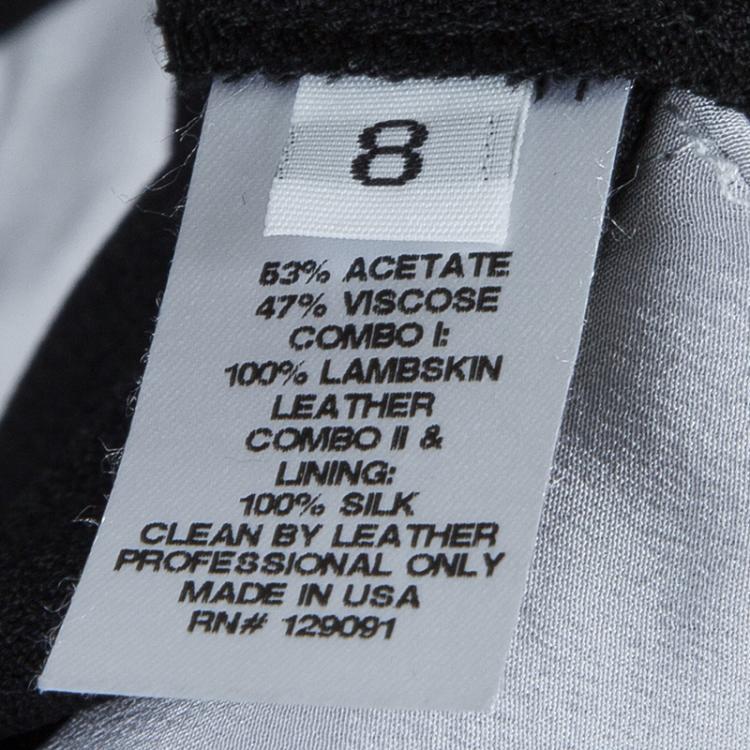 8
53% ACETATE
47% VISCOSE
COMBO I:
100% LAMBSKIN
LEATHER
COMBO II &
LINING:
100% SILK
CLEAN BY LEATHER
PROFESSIONAL ONLY
MADE IN USA
RN# 129091